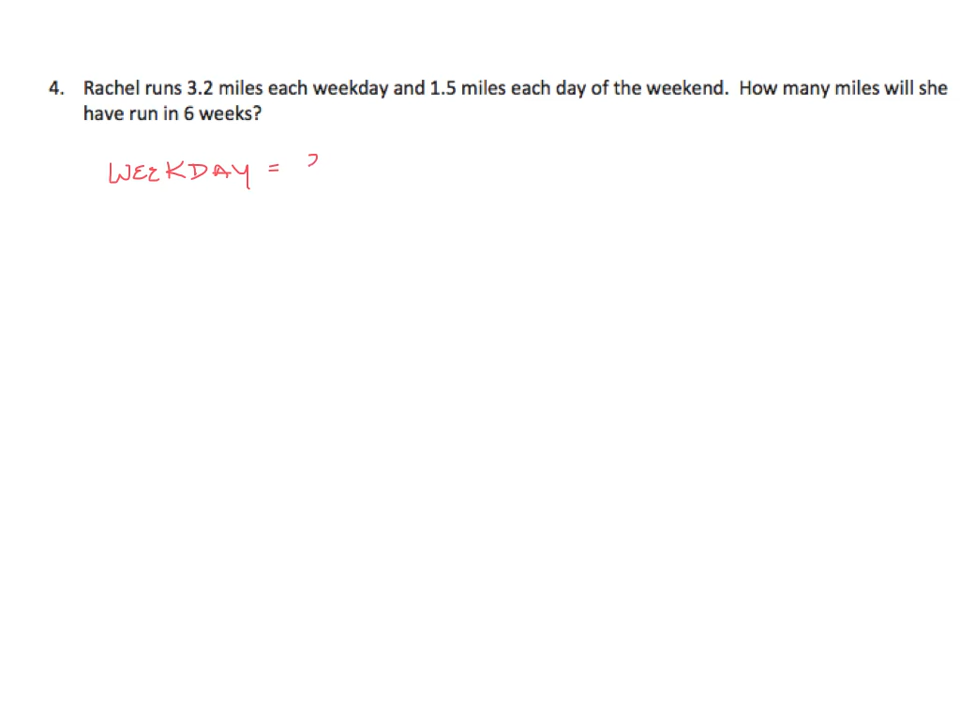 4. Rachel runs 3.2 miles each weekday and 1.5 miles each day of the weekend. How many miles will she
have run in 6 weeks?
WEEKDAY =